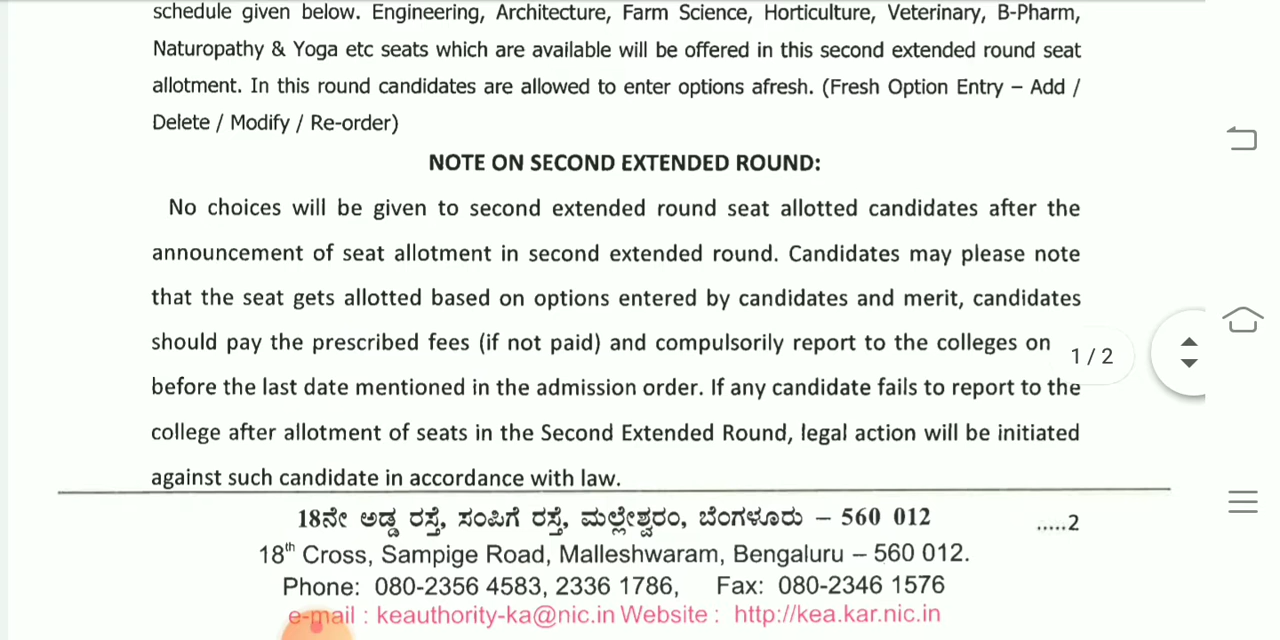 schedule given below. Engineering, Architecture, Farm Science, Horticulture, Veterinary, B-Pharm,
Naturopathy & Yoga etc seats which are available will be offered in this second extended round seat
allotment. In this round candidates are allowed to enter options afresh. (Fresh Option Entry – Add /
Delete / Modify / Re-order)
NOTE ON SECOND EXTENDED ROUND:
No choices will be given to second extended round seat allotted candidates after the
announcement of seat allotment in second extended round. Candidates may please note
that the seat gets allotted based on options entered by candidates and merit, candidates
should pay the prescribed fees (if not paid) and compulsorily report to the colleges on
1 / 2
before the last date mentioned in the admission order. If any candidate fails to report to the
college after allotment of seats in the Second Extended Round, legal action will be initiated
against such candidate in accordance with law.
18ನೇ ಅಡ್ಡ ರಸ್ತೆ, ಸಂಪಿಗೆ ರಸ್ತೆ, ಮಲ್ಲೇಶ್ವರಂ, ಬೆಂಗಳೂರು – 560 012
.....2
18th Cross, Sampige Road, Malleshwaram, Bengaluru – 560 012.
Phone: 080-2356 4583, 2336 1786, Fax: 080-2346 1576
e-mail : keauthority-ka@nic.in Website : http://kea.kar.nic.in